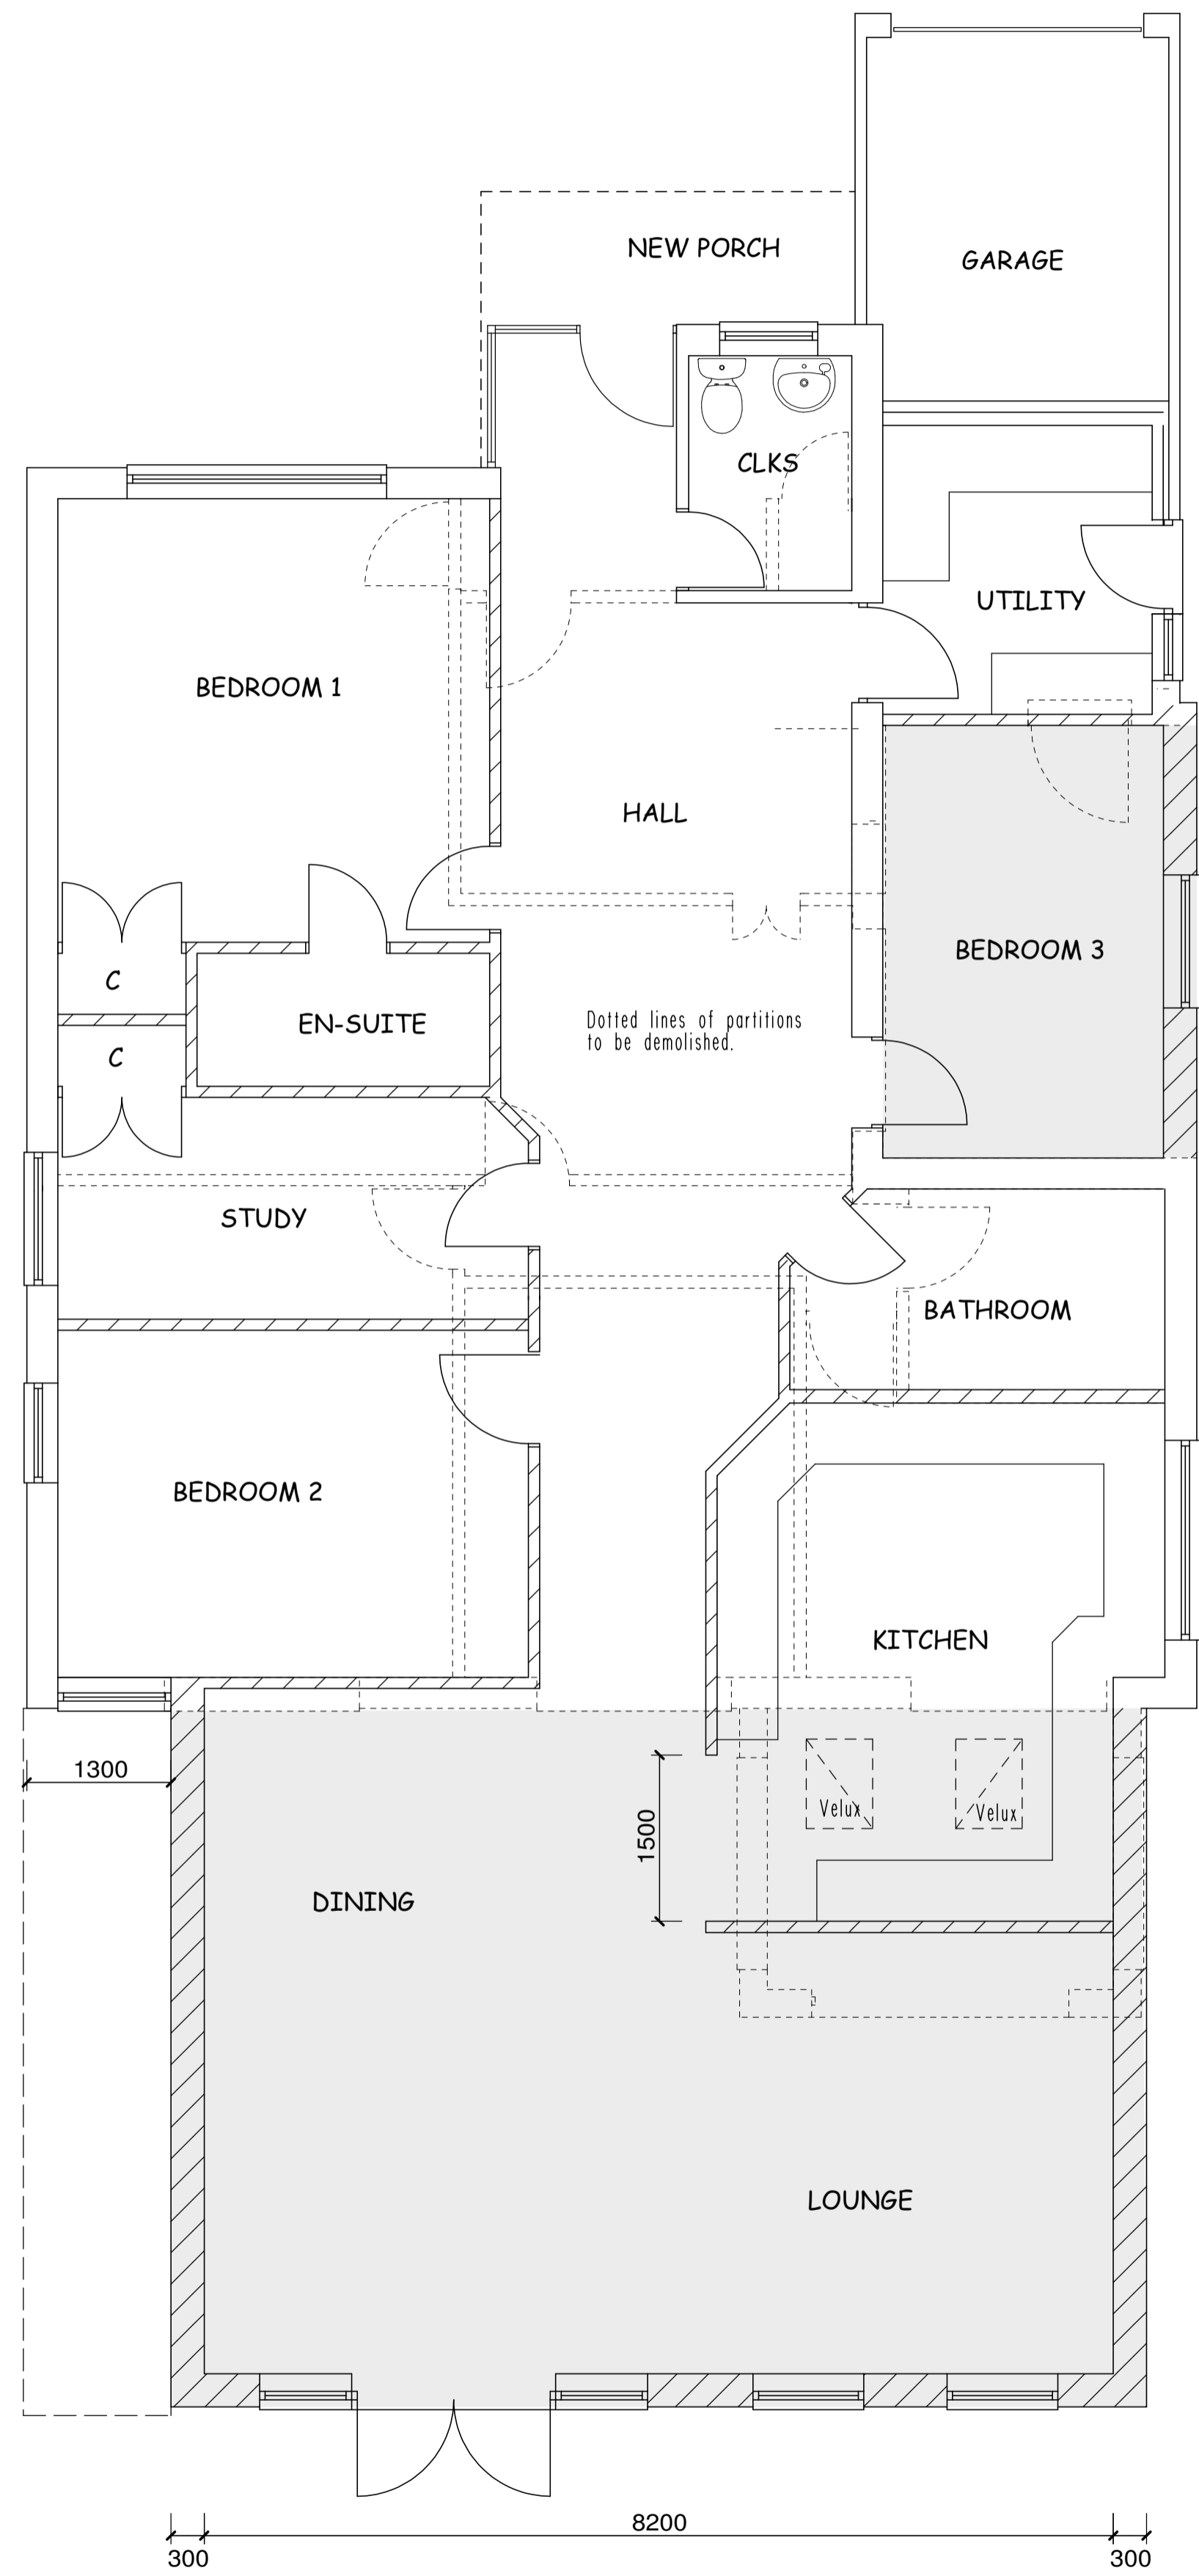 NEW PORCH
GARAGE
CLKS
UTILITY
BEDROOM 1
HALL
BEDROOM 3
C
EN-SUITE
Dotted lines of partitions
to be demolished.
C
STUDY
BATHROOM
BEDROOM 2
KITCHEN
1300
Velux
Velux
1500
DINING
LOUNGE
8200
300
300